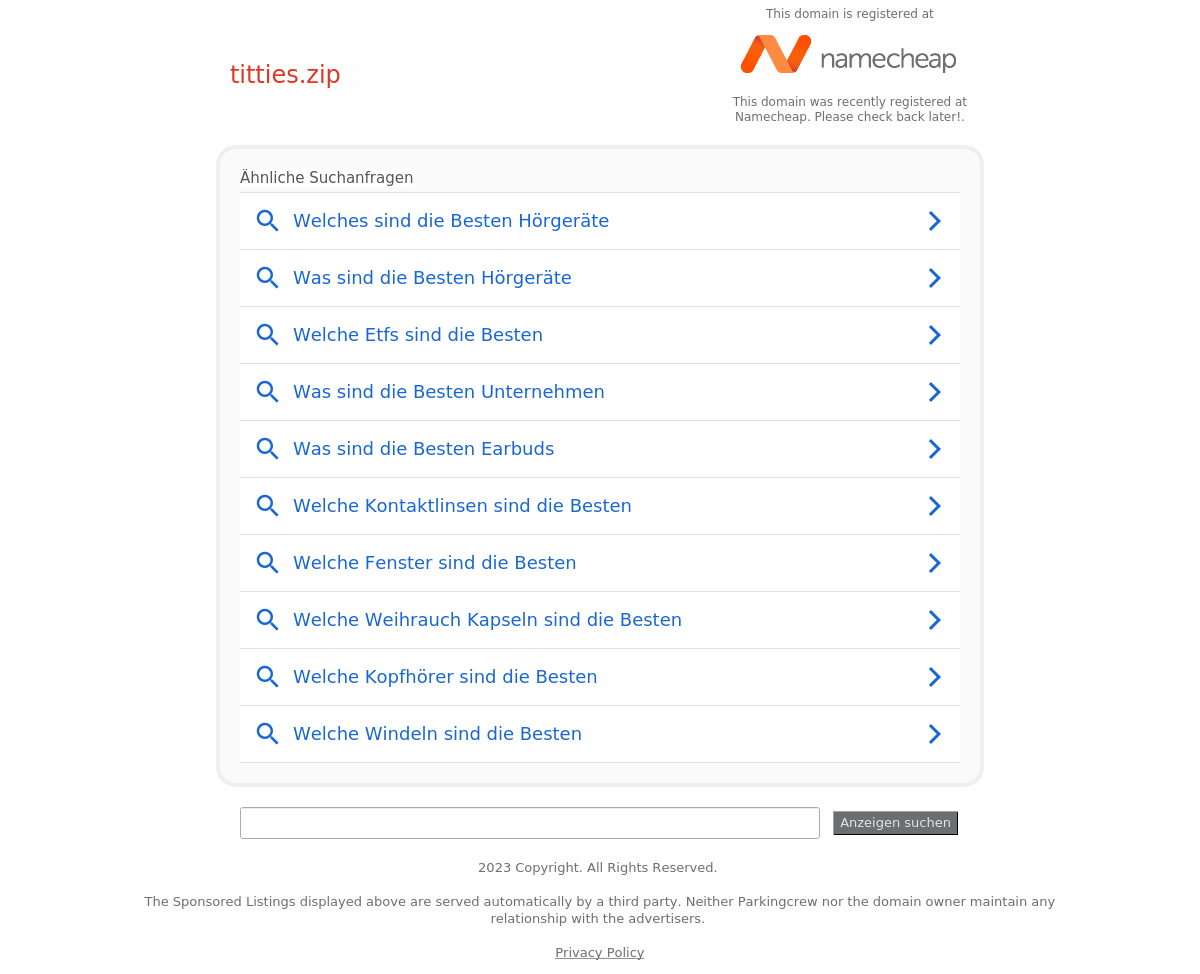 This domain is registered at
namecheap
titties.zip
This domain was recently registered at
Namecheap. Please check back later!.
Ähnliche Suchanfragen
Welches sind die Besten Hörgeräte
Was sind die Besten Hörgeräte
Welche Etfs sind die Besten
Was sind die Besten Unternehmen
Was sind die Besten Earbuds
Welche Kontaktlinsen sind die Besten
Welche Fenster sind die Besten
Welche Weihrauch Kapseln sind die Besten
Welche Kopfhörer sind die Besten
Welche Windeln sind die Besten
Anzeigen suchen
2023 Copyright. All Rights Reserved.
The Sponsored Listings displayed above are served automatically by a third party. Neither Parkingcrew nor the domain owner maintain any
relationship with the advertisers.
Privacy Policy